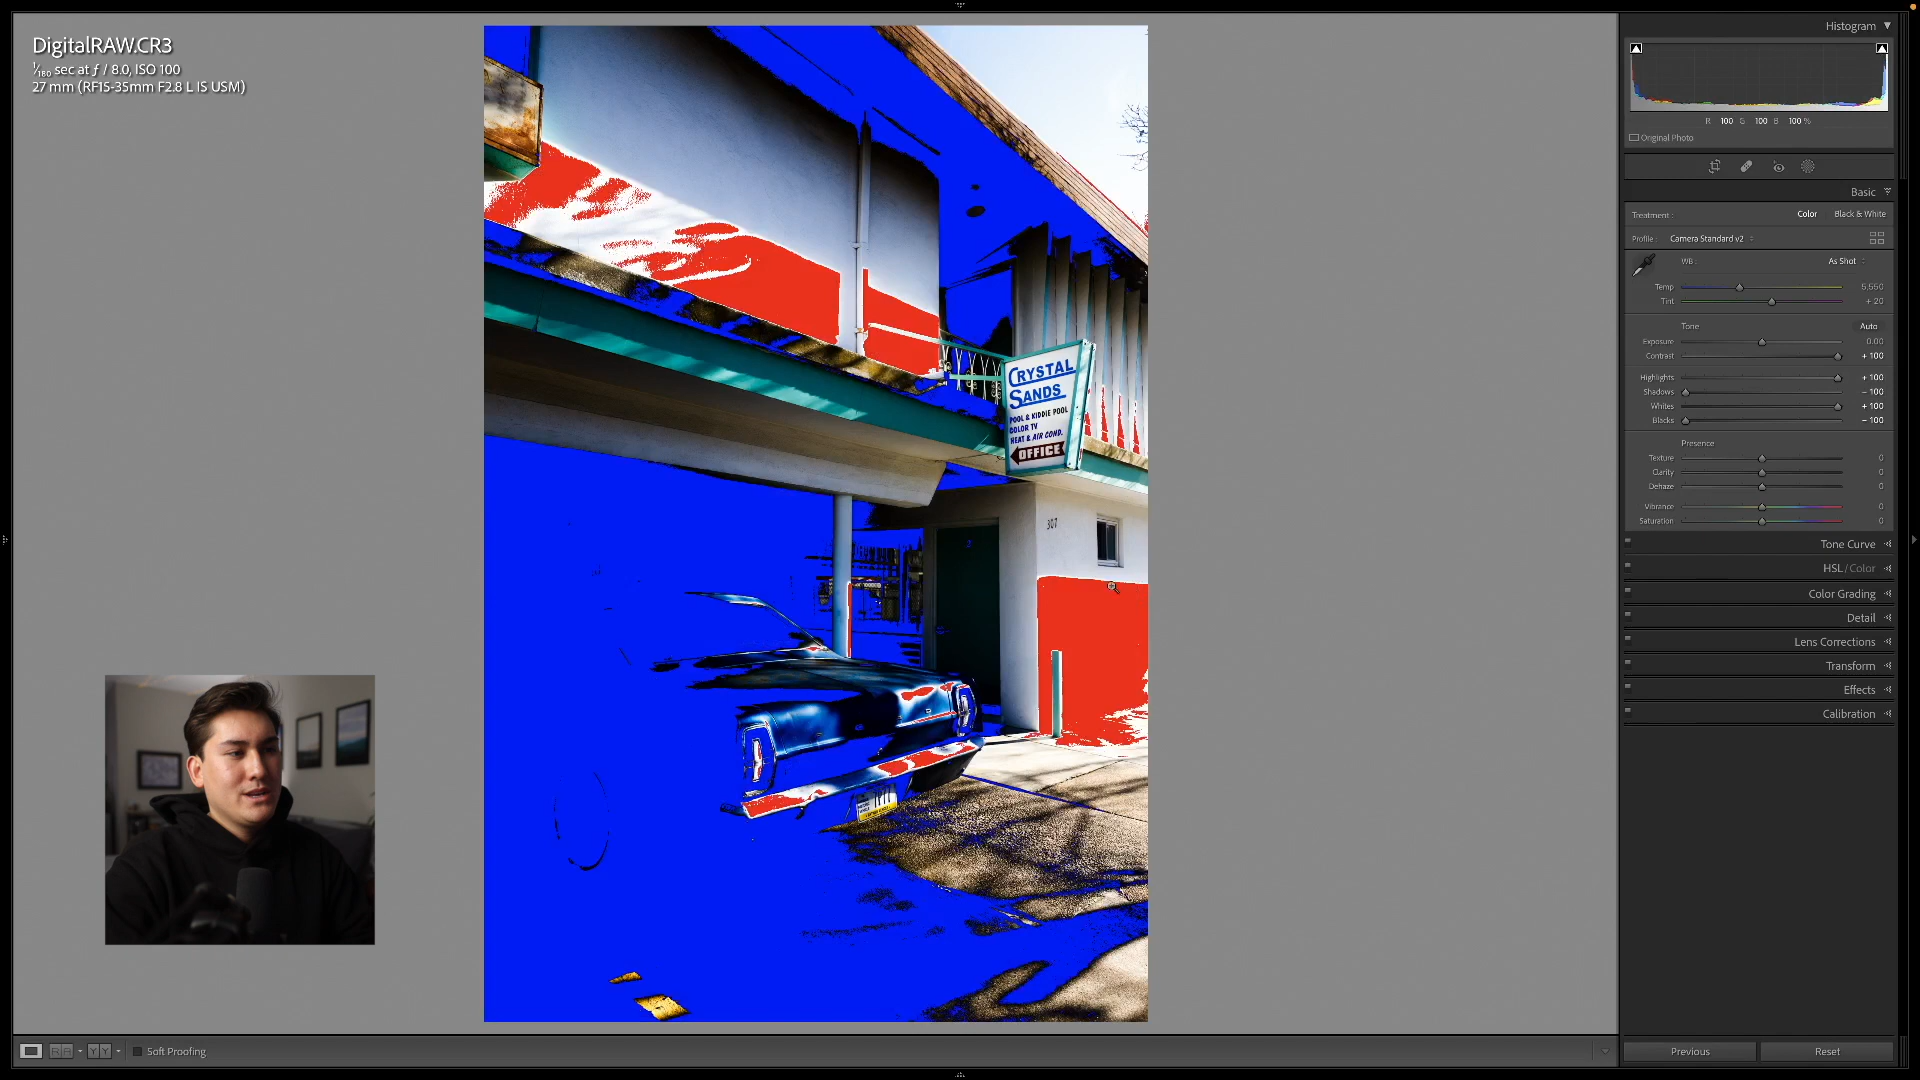 DigitalRAW.CR3
1/180 sec at ƒ / 8.0, ISO 100
27 mm (RF15-35mm F2.8 L IS USM)
CRYSTAL
SANDS
POOL & KIDDIE POOL
COLOR TV
HEAT & AIR COND.
OFFICE
307
Histogram
R 100 G 100 B 100 %
Original Photo
Basic
Treatment : Color Black & White
Profile : Camera Standard v2
WB : As Shot
Temp 5,550
Tint + 20
Tone Auto
Exposure 0.00
Contrast + 100
Highlights + 100
Shadows − 100
Whites + 100
Blacks − 100
Presence
Texture 0
Clarity 0
Dehaze 0
Vibrance 0
Saturation 0
Tone Curve
HSL / Color
Color Grading
Detail
Lens Corrections
Transform
Effects
Calibration
Soft Proofing
Previous Reset